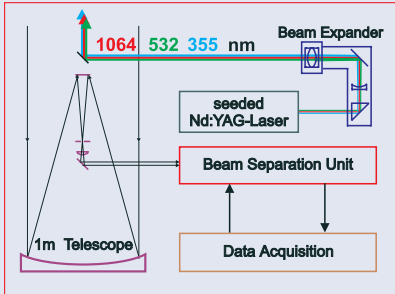 Beam Expander
1064 532 355 nm
seeded
Nd:YAG-Laser
Beam Separation Unit
1m Telescope
Data Acquisition